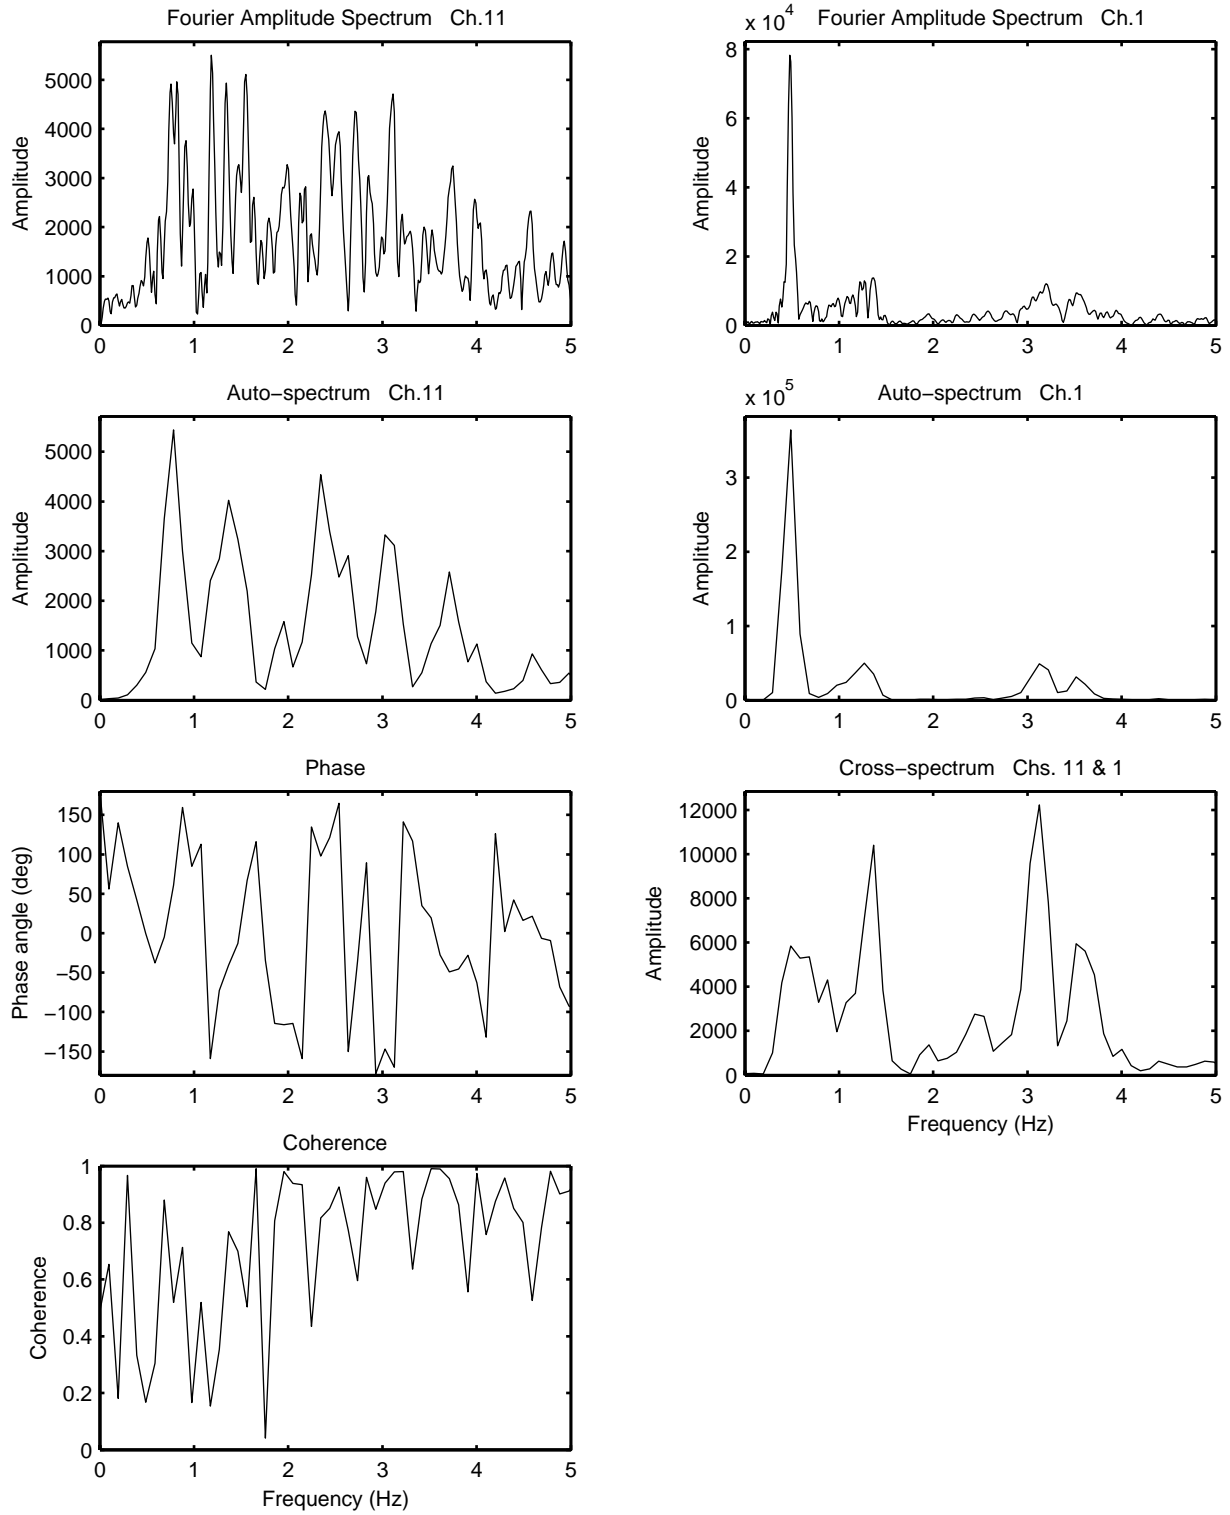 Fourier Amplitude Spectrum Ch.11
Amplitude
5000
4000
3000
2000
1000
0
0 1 2 3 4 5
x 10^4 Fourier Amplitude Spectrum Ch.1
Amplitude
8
6
4
2
0
0 1 2 3 4 5
Auto−spectrum Ch.11
Amplitude
5000
4000
3000
2000
1000
0
0 1 2 3 4 5
x 10^5 Auto−spectrum Ch.1
Amplitude
3
2
1
0
0 1 2 3 4 5
Phase
Phase angle (deg)
150
100
50
0
−50
−100
−150
0 1 2 3 4 5
Cross−spectrum Chs. 11 & 1
Amplitude
12000
10000
8000
6000
4000
2000
0
0 1 2 3 4 5
Frequency (Hz)
Coherence
Coherence
1
0.8
0.6
0.4
0.2
0
0 1 2 3 4 5
Frequency (Hz)